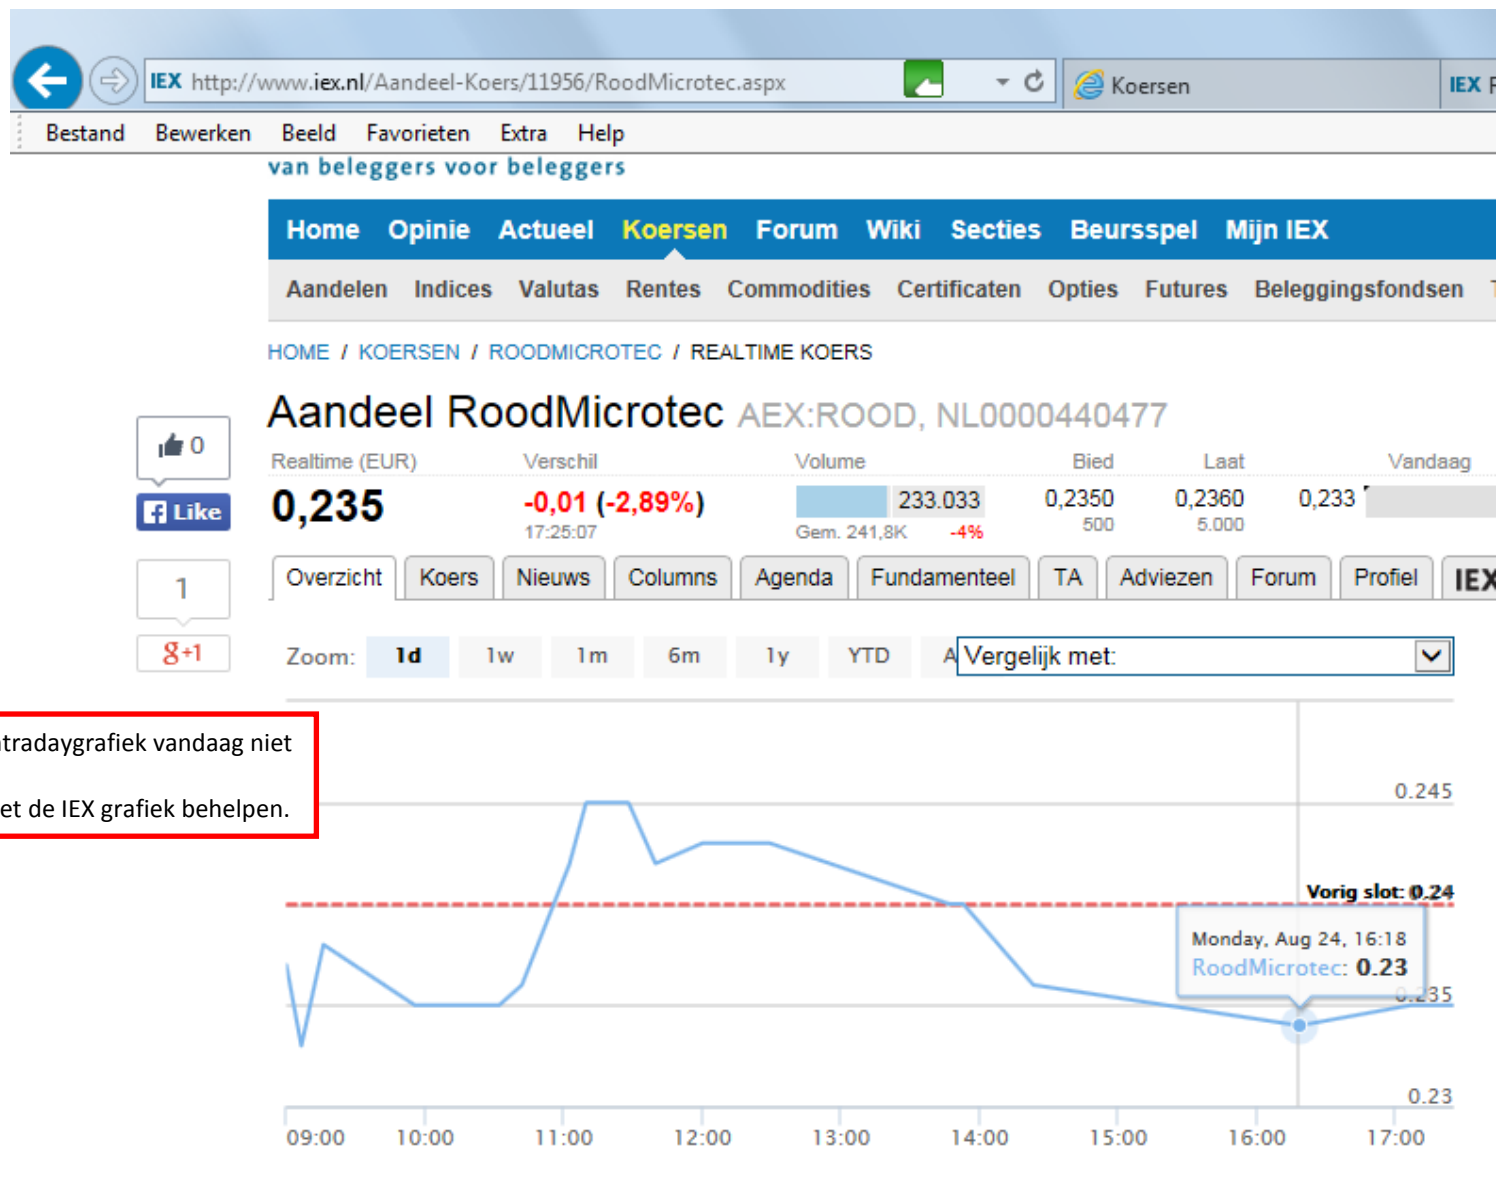 IEX http://www.iex.nl/Aandeel-Koers/11956/RoodMicrotec.aspx Koersen IEX
Bestand Bewerken Beeld Favorieten Extra Help
van beleggers voor beleggers
Home Opinie Actueel Koersen Forum Wiki Secties Beursspel Mijn IEX
Aandelen Indices Valutas Rentes Commodities Certificaten Opties Futures Beleggingsfondsen
HOME / KOERSEN / ROODMICROTEC / REALTIME KOERS
Aandeel RoodMicrotec AEX:ROOD, NL0000440477
0
Like
1
g+1
Realtime (EUR) Verschil Volume Bied Laat Vandaag
0,235 -0,01 (-2,89%) 233.033 0,2350 0,2360 0,233
17:25:07 Gem. 241,8K -4% 500 5.000
Overzicht Koers Nieuws Columns Agenda Fundamenteel TA Adviezen Forum Profiel IEX
Zoom: 1d 1w 1m 6m 1y YTD A Vergelijk met:
tradaygrafiek vandaag niet
et de IEX grafiek behelpen.
0.245
Vorig slot: 0.24
Monday, Aug 24, 16:18
RoodMicrotec: 0.23
0.235
0.23
09:00 10:00 11:00 12:00 13:00 14:00 15:00 16:00 17:00